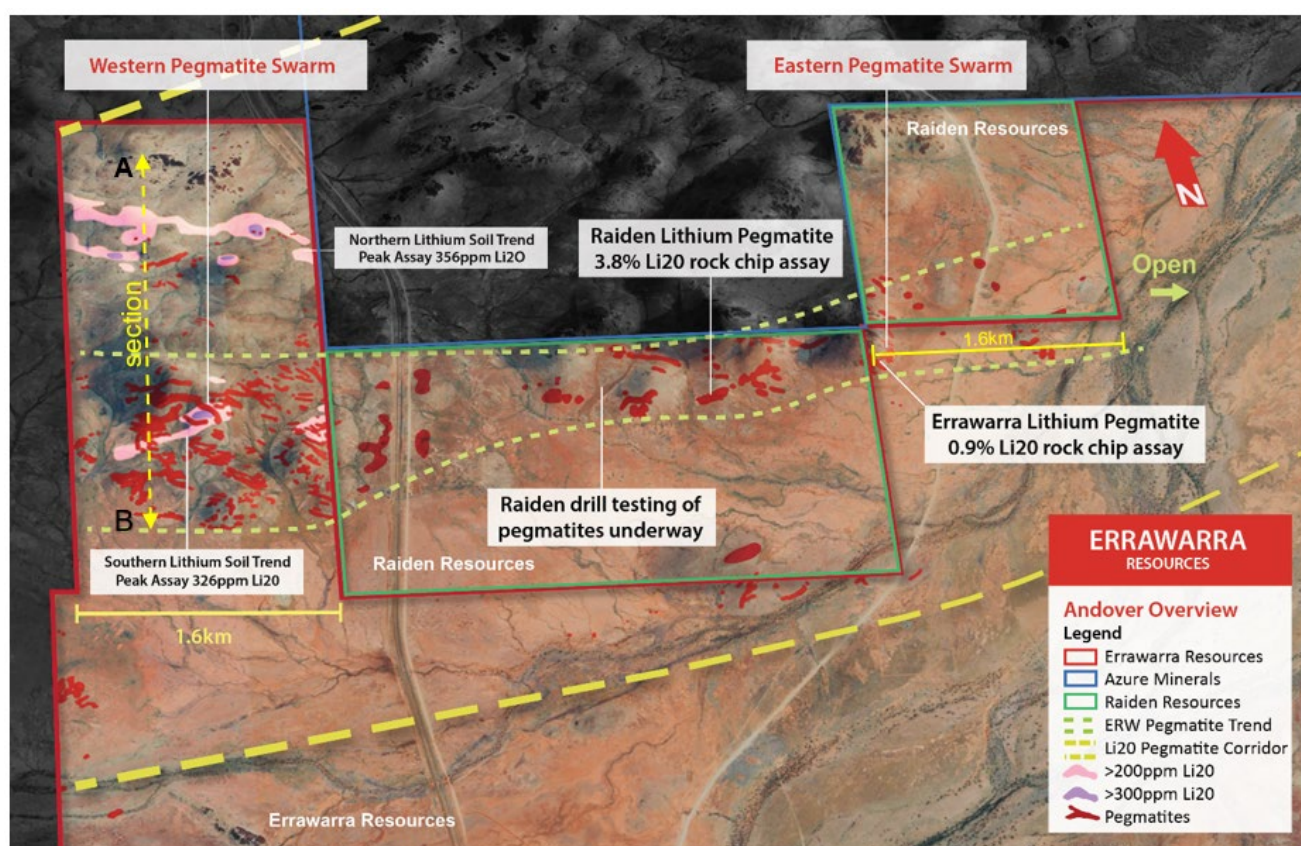 Western Pegmatite Swarm
Eastern Pegmatite Swarm
Raiden Resources
N
A
section
B
Northern Lithium Soil Trend
Peak Assay 356ppm Li2O
Raiden Lithium Pegmatite
3.8% Li20 rock chip assay
Open
1.6km
Errawarra Lithium Pegmatite
0.9% Li20 rock chip assay
Raiden drill testing of
pegmatites underway
Southern Lithium Soil Trend
Peak Assay 326ppm Li20
Raiden Resources
1.6km
Errawarra Resources
ERRAWARRA
RESOURCES
Andover Overview
Legend
Errawarra Resources
Azure Minerals
Raiden Resources
ERW Pegmatite Trend
Li20 Pegmatite Corridor
>200ppm Li20
>300ppm Li20
Pegmatites